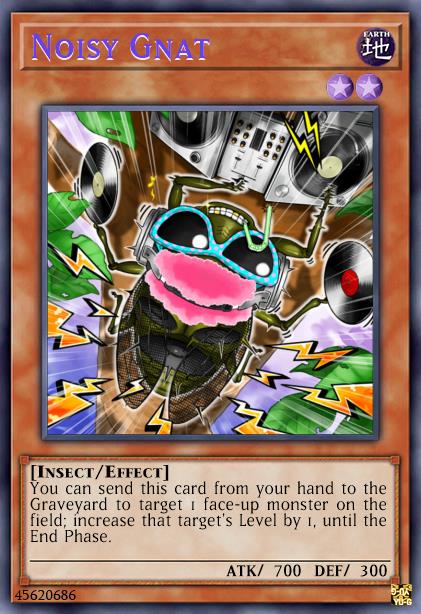 Noisy Gnat
EARTH
地
[Insect/Effect]
You can send this card from your hand to the
Graveyard to target 1 face-up monster on the
field; increase that target's Level by 1, until the
End Phase.
ATK/ 700 DEF/ 300
45620686